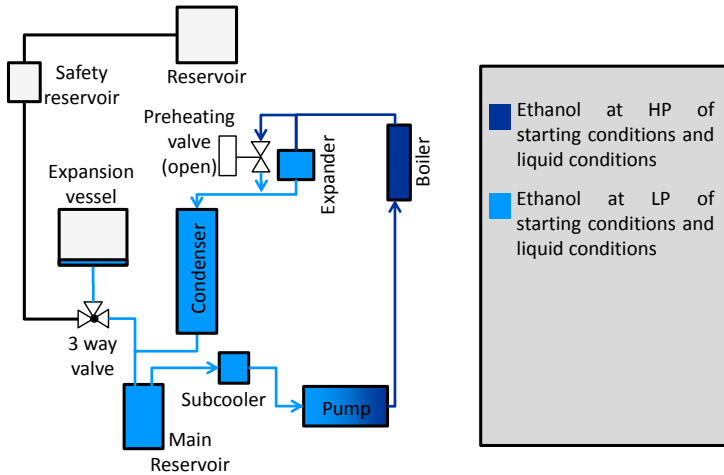 Safety
reservoir
Reservoir
Preheating
valve
(open)
Expander
Boiler
Expansion
vessel
Condenser
3 way
valve
Subcooler
Pump
Main
Reservoir
Ethanol at HP of
starting conditions and
liquid conditions
Ethanol at LP of
starting conditions and
liquid conditions